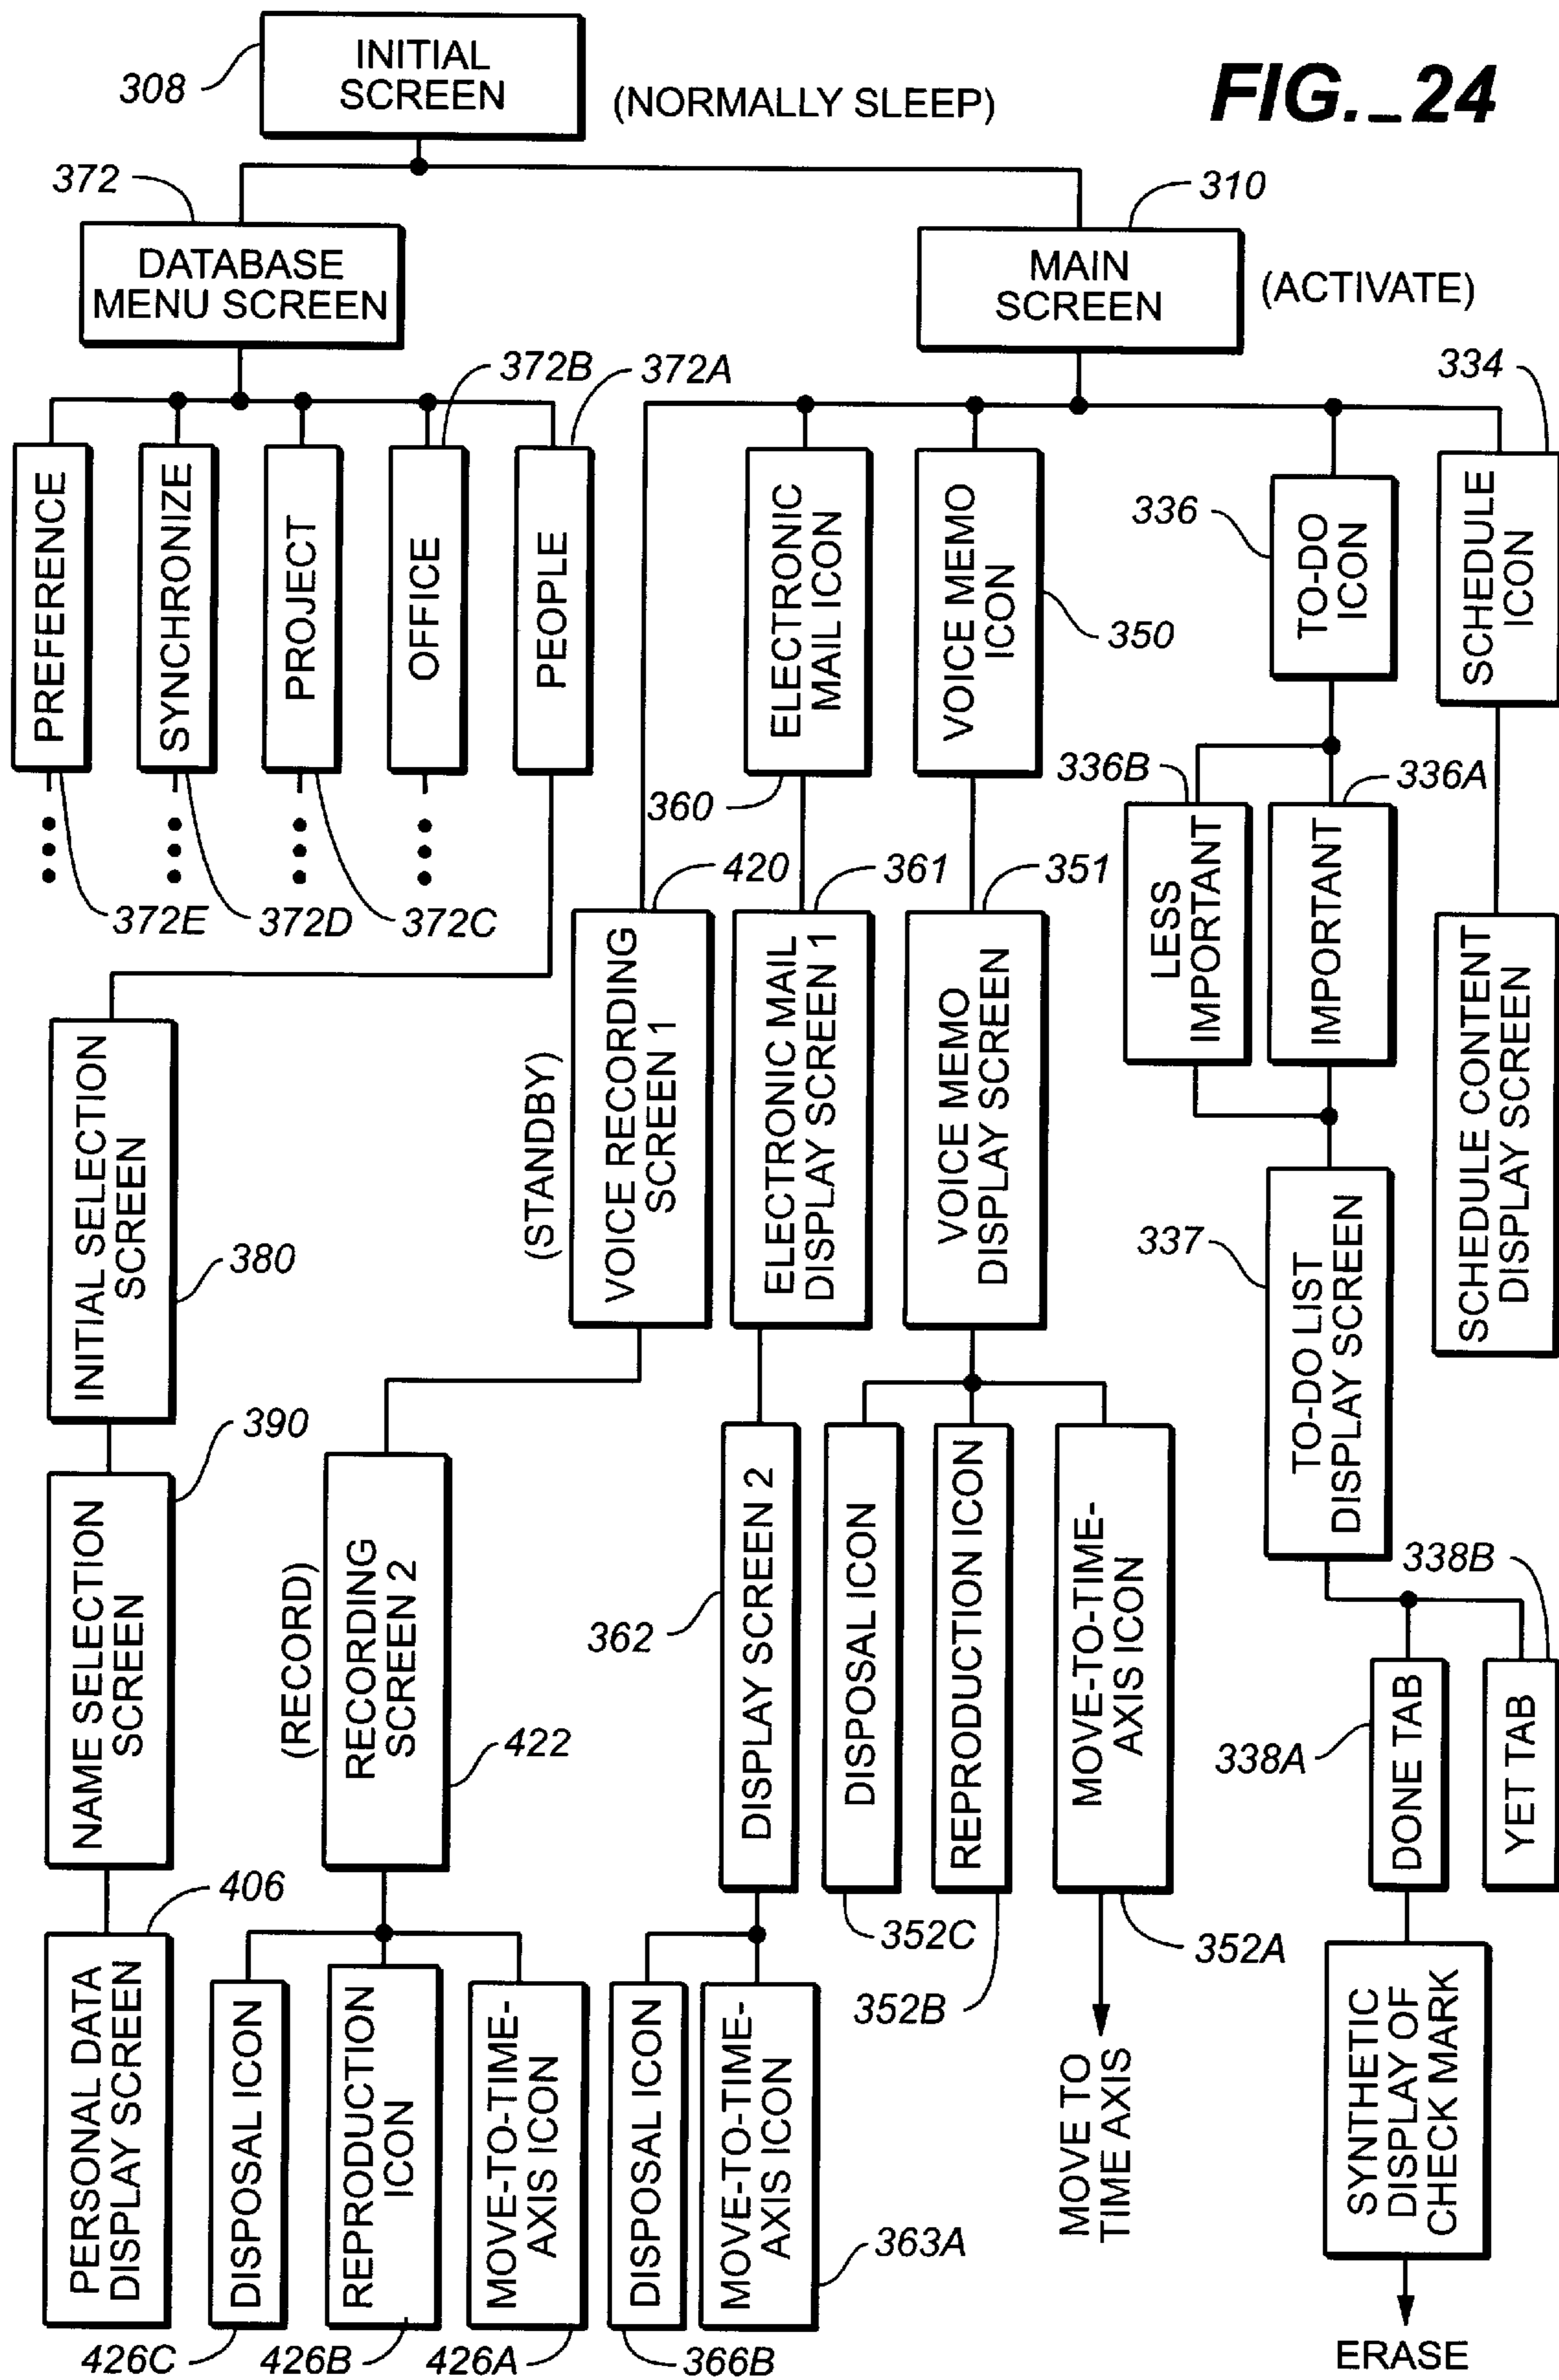 FIG._24
308
INITIAL
SCREEN
(NORMALLY SLEEP)
372
DATABASE
MENU SCREEN
310
MAIN
SCREEN
(ACTIVATE)
372B
372A
334
PREFERENCE
SYNCHRONIZE
PROJECT
OFFICE
PEOPLE
ELECTRONIC
MAIL ICON
VOICE MEMO
ICON
350
336
TO-DO
ICON
SCHEDULE
ICON
372E
372D
372C
360
336B
336A
LESS
IMPORTANT
IMPORTANT
420
361
351
(STANDBY)
VOICE RECORDING
SCREEN 1
ELECTRONIC MAIL
DISPLAY SCREEN 1
VOICE MEMO
DISPLAY SCREEN
SCHEDULE CONTENT
DISPLAY SCREEN
INITIAL SELECTION
SCREEN
380
337
TO-DO LIST
DISPLAY SCREEN
390
NAME SELECTION
SCREEN
(RECORD)
RECORDING
SCREEN 2
422
362
DISPLAY SCREEN 2
DISPOSAL ICON
REPRODUCTION ICON
MOVE-TO-TIME-
AXIS ICON
338B
338A
DONE TAB
YET TAB
406
PERSONAL DATA
DISPLAY SCREEN
DISPOSAL ICON
REPRODUCTION
ICON
MOVE-TO-TIME-
AXIS ICON
DISPOSAL ICON
MOVE-TO-TIME-
AXIS ICON
352C
352B
352A
MOVE TO
TIME AXIS
SYNTHETIC
DISPLAY OF
CHECK MARK
363A
426C
426B
426A
366B
ERASE